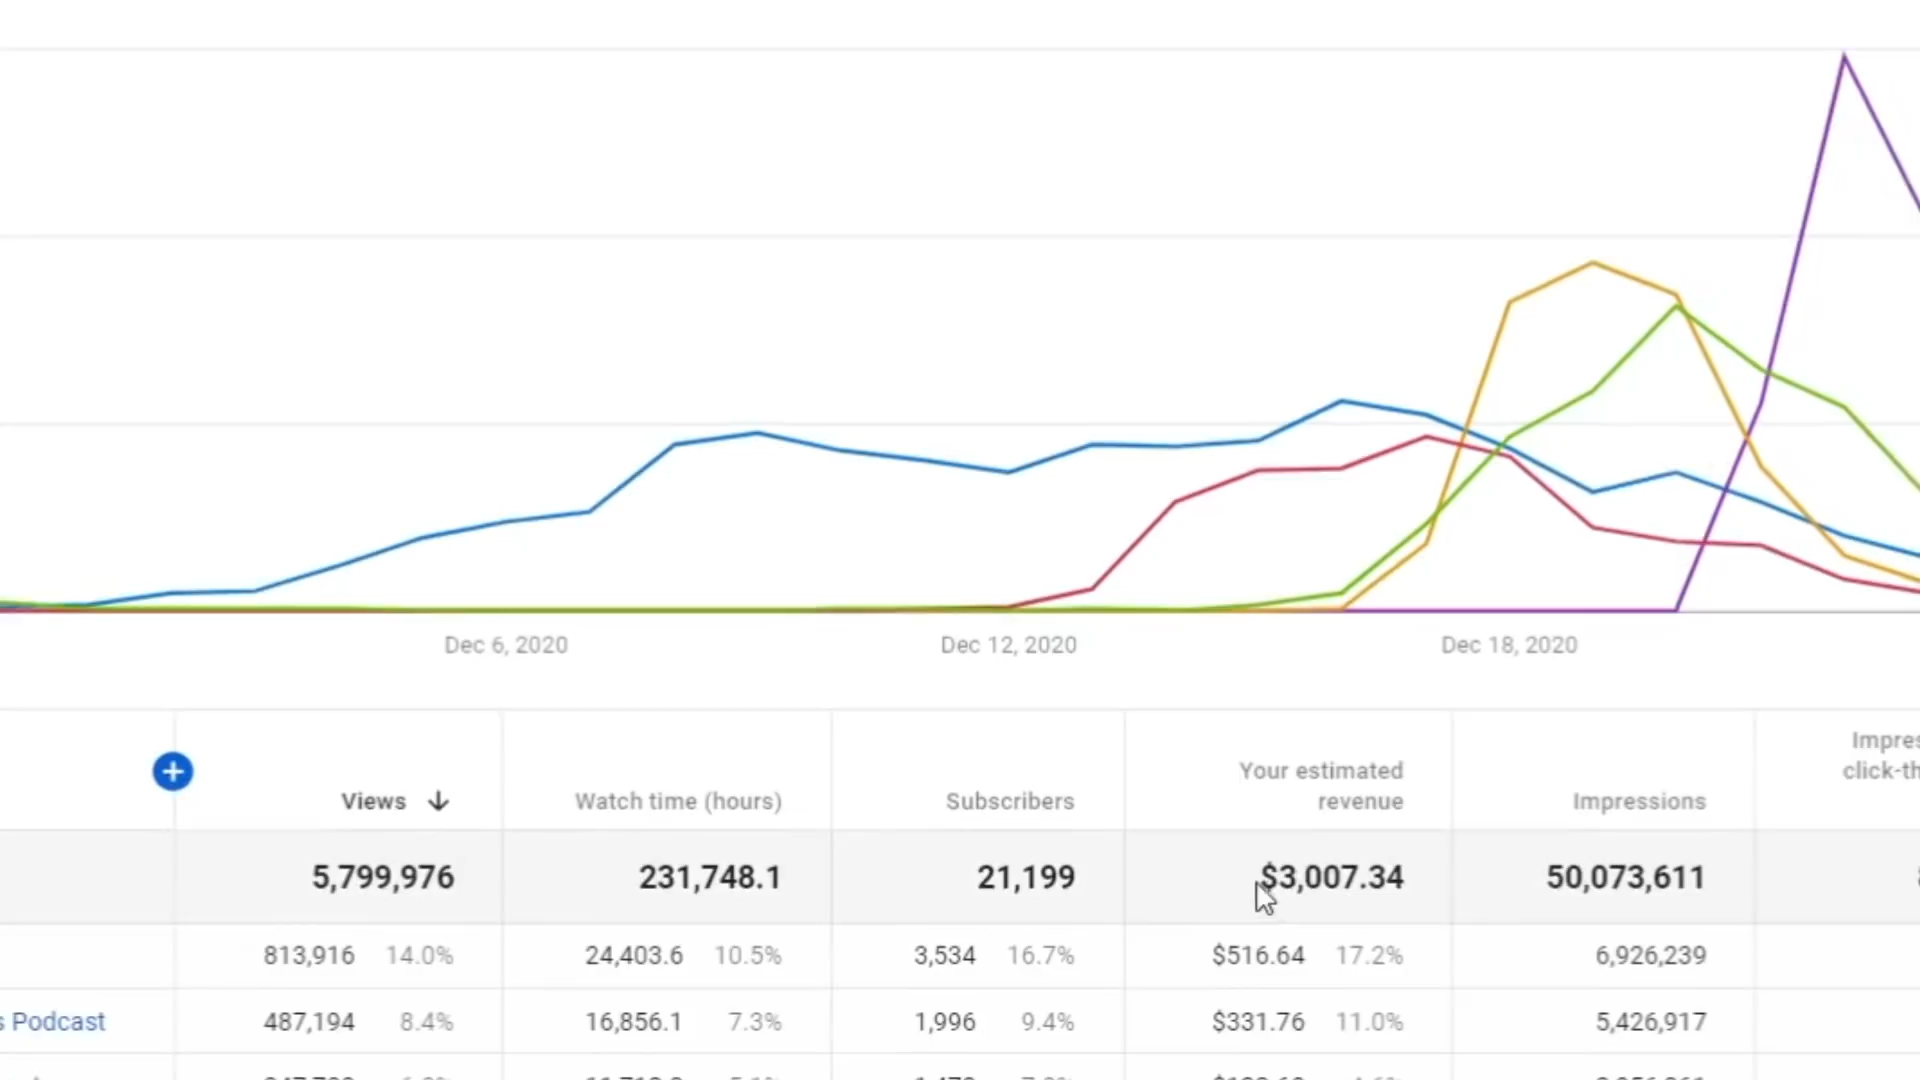 Dec 6, 2020 Dec 12, 2020 Dec 18, 2020
Your estimated
Views Watch time (hours) Subscribers revenue Impressions
5,799,976 231,748.1 21,199 $3,007.34 50,073,611
813,916 14.0% 24,403.6 10.5% 3,534 16.7% $516.64 17.2% 6,926,239
s Podcast 487,194 8.4% 16,856.1 7.3% 1,996 9.4% $331.76 11.0% 5,426,917